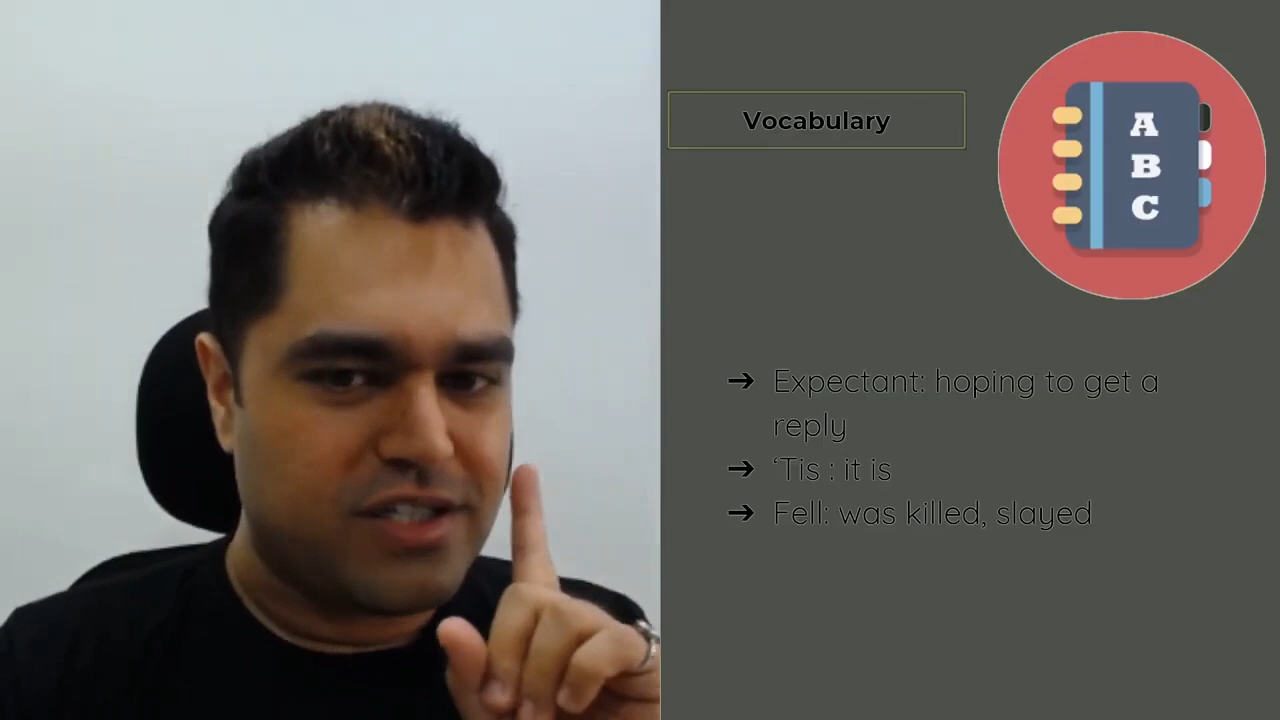 Vocabulary
A
B
C
➔ Expectant: hoping to get a
reply
➔ ‘Tis : it is
➔ Fell: was killed, slayed